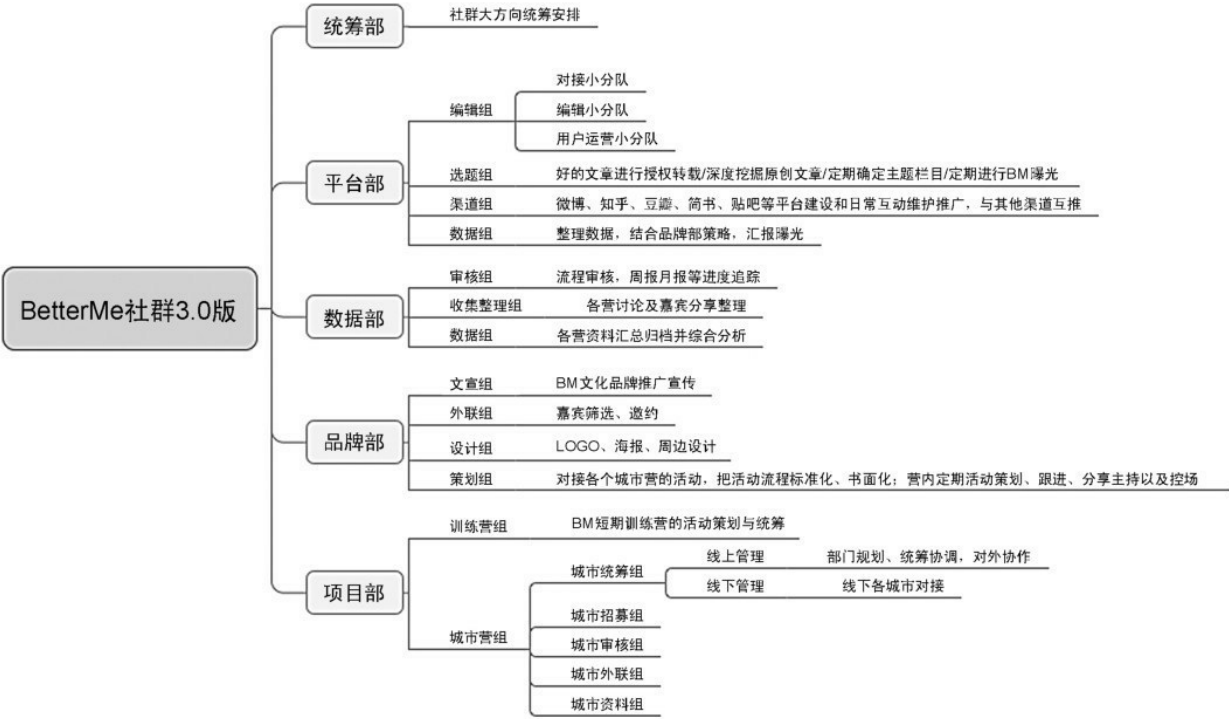 统筹部
社群大方向统筹安排
对接小分队
编辑组
编辑小分队
用户运营小分队
平台部
选题组
好的文章进行授权转载/深度挖掘原创文章/定期确定主题栏目/定期进行BM曝光
渠道组
微博、知乎、豆瓣、简书、贴吧等平台建设和日常互动维护推广，与其他渠道互推
数据组
整理数据，结合品牌部策略，汇报曝光
BetterMe社群3.0版
审核组
流程审核，周报月报等进度追踪
数据部
收集整理组
各营讨论及嘉宾分享整理
数据组
各营资料汇总归档并综合分析
文宣组
BM文化品牌推广宣传
外联组
嘉宾筛选、邀约
品牌部
设计组
LOGO、海报、周边设计
策划组
对接各个城市营的活动，把活动流程标准化、书面化；营内定期活动策划、跟进、分享主持以及控场
训练营组
BM短期训练营的活动策划与统筹
项目部
城市统筹组
线上管理
部门规划、统筹协调，对外协作
线下管理
线下各城市对接
城市营组
城市招募组
城市审核组
城市外联组
城市资料组